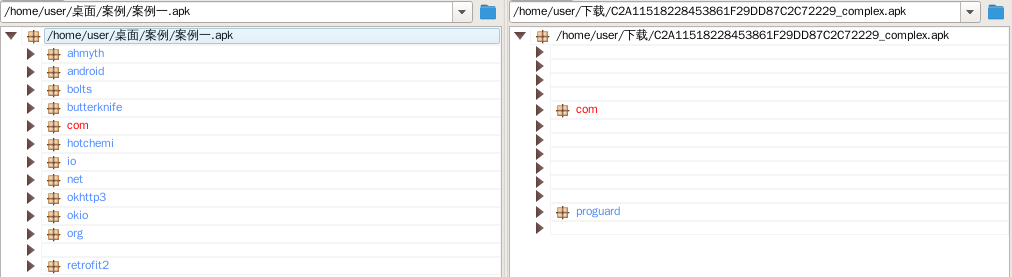 /home/user/桌面/案例/案例一.apk
/home/user/桌面/案例/案例一.apk
ahmyth
android
bolts
butterknife
com
hotchemi
io
net
okhttp3
okio
org
retrofit2
/home/user/下载/C2A11518228453861F29DD87C2C72229_complex.apk
/home/user/下载/C2A11518228453861F29DD87C2C72229_complex.apk
com
proguard